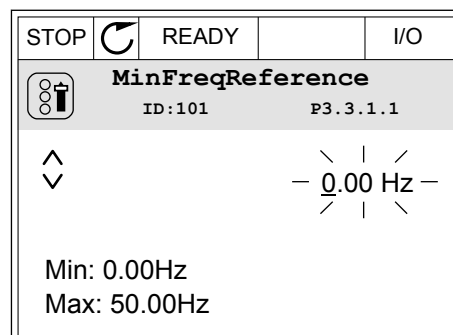 STOP READY I/O
MinFreqReference
ID:101 P3.3.1.1
0.00 Hz
Min: 0.00Hz
Max: 50.00Hz